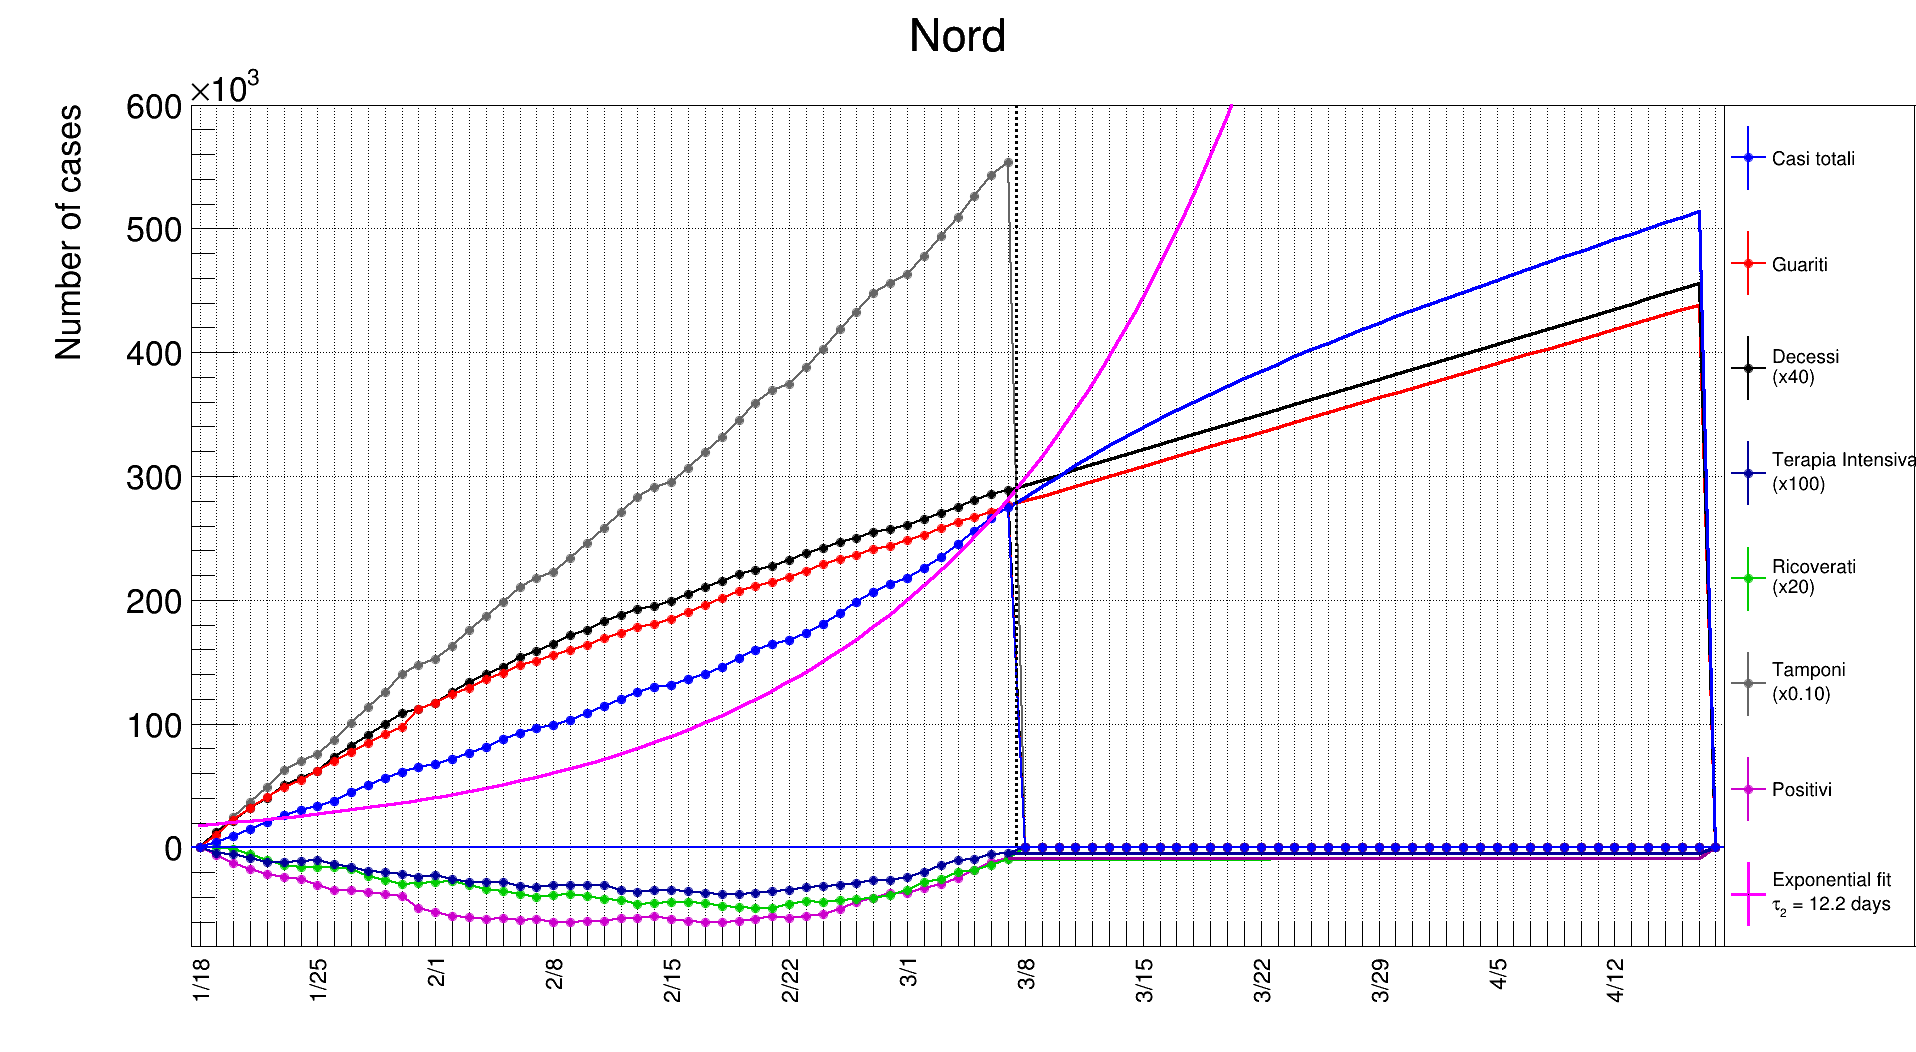 Nord
×10³
Number of cases
600
500
400
300
200
100
0
1/18
1/25
2/1
2/8
2/15
2/22
3/1
3/8
3/15
3/22
3/29
4/5
4/12
Casi totali
Guariti
Decessi
(x40)
Terapia Intensiva
(x100)
Ricoverati
(x20)
Tamponi
(x0.10)
Positivi
Exponential fit
τ₂ = 12.2 days